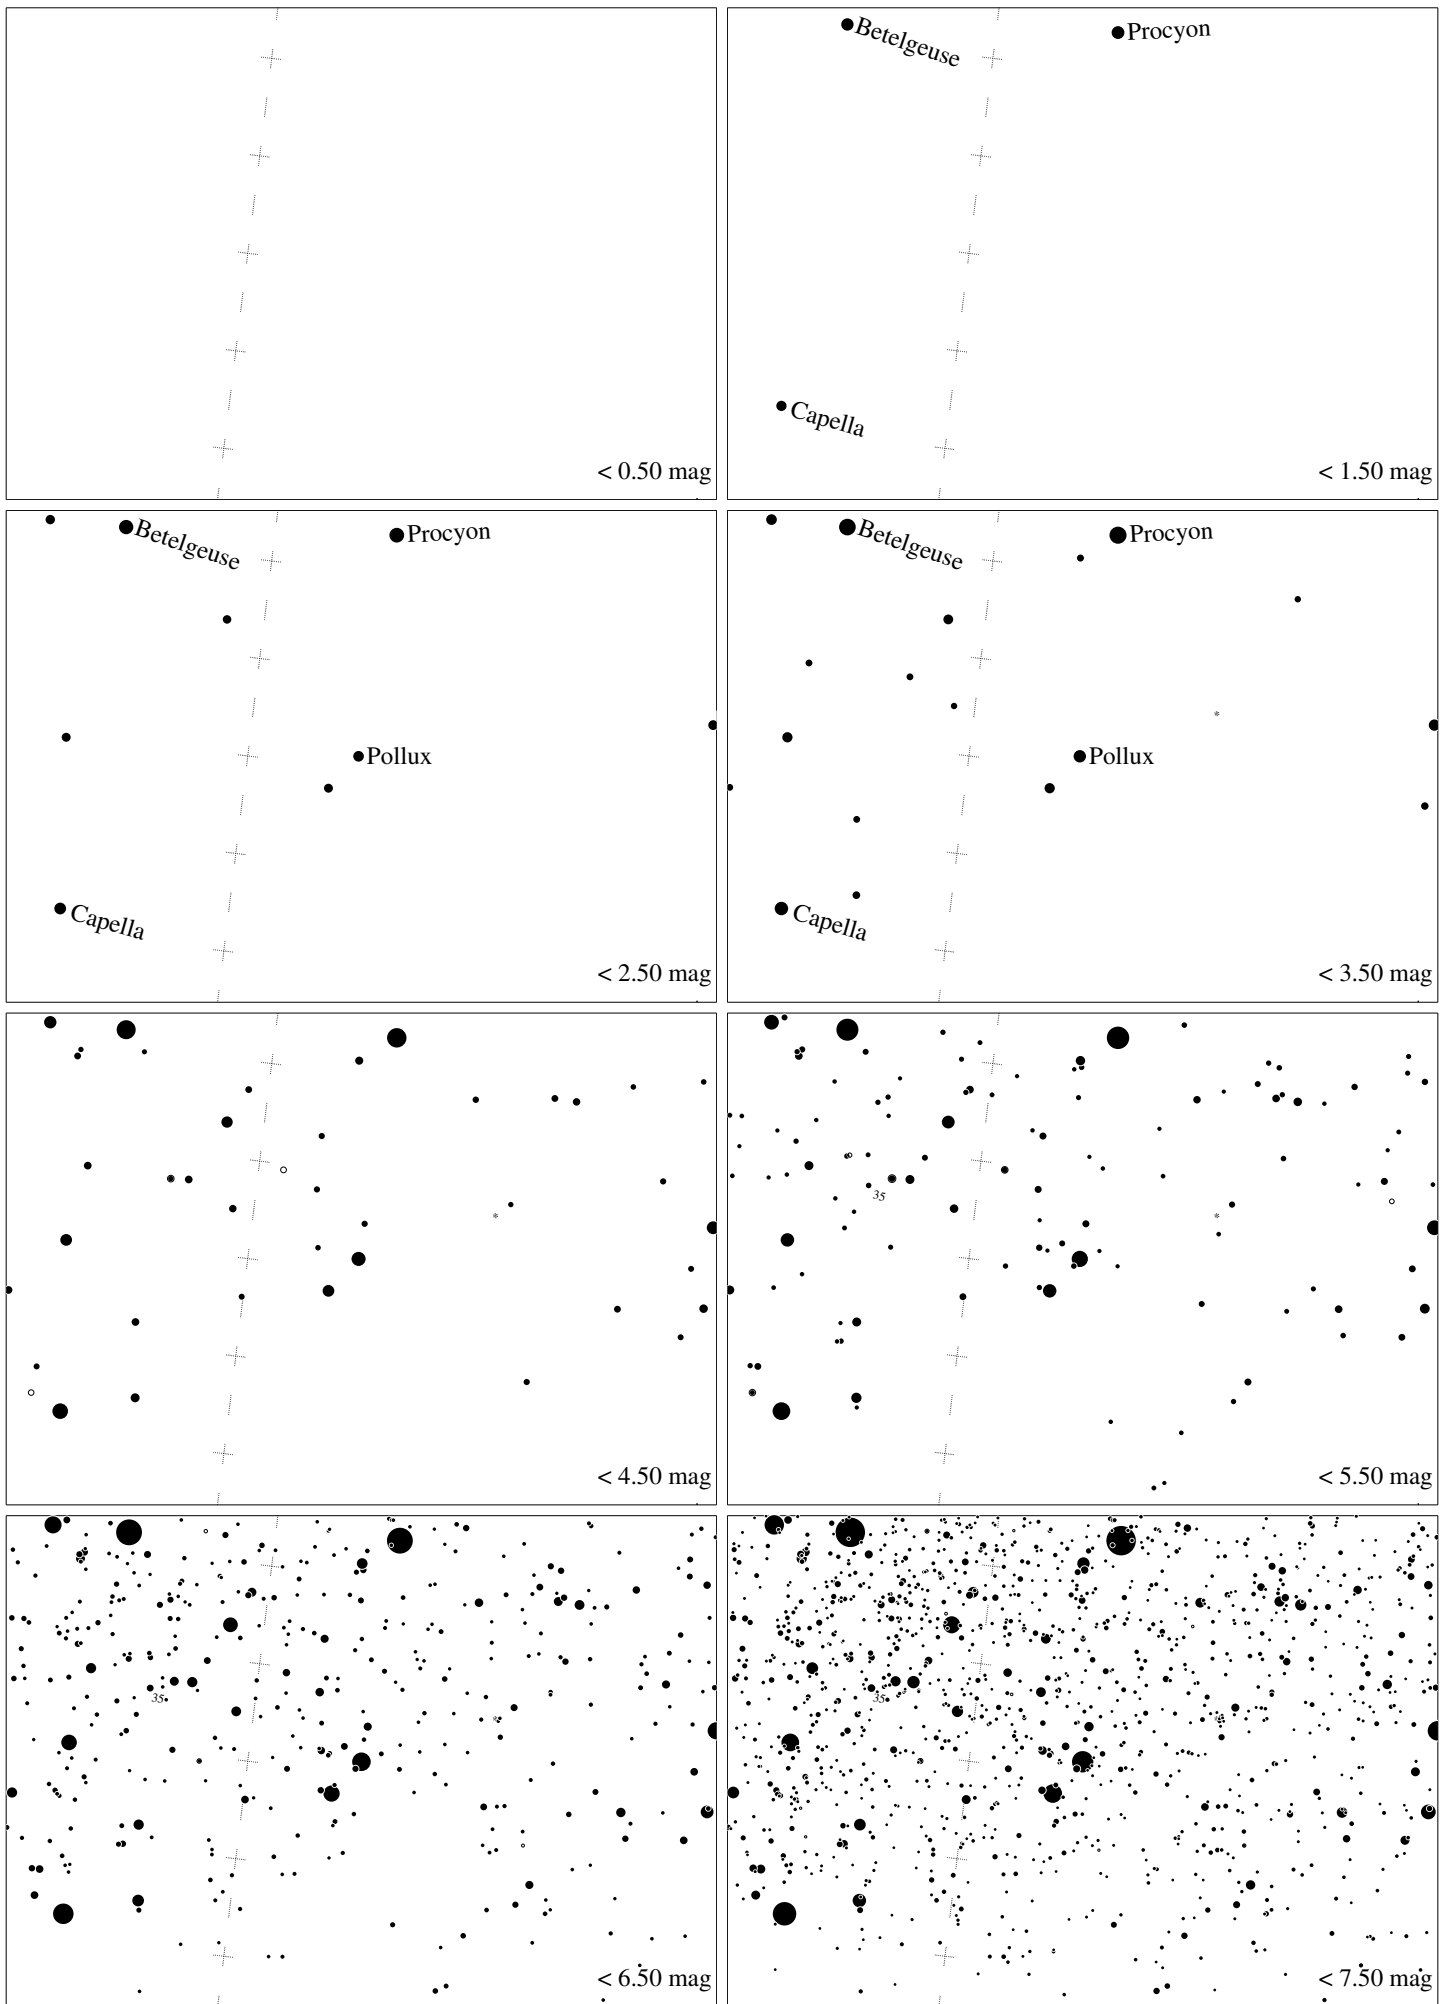 < 0.50 mag
Betelgeuse
Procyon
Capella
< 1.50 mag
Betelgeuse
Procyon
Pollux
Capella
< 2.50 mag
Betelgeuse
Procyon
Pollux
Capella
< 3.50 mag
< 4.50 mag
35
< 5.50 mag
35
< 6.50 mag
35
< 7.50 mag